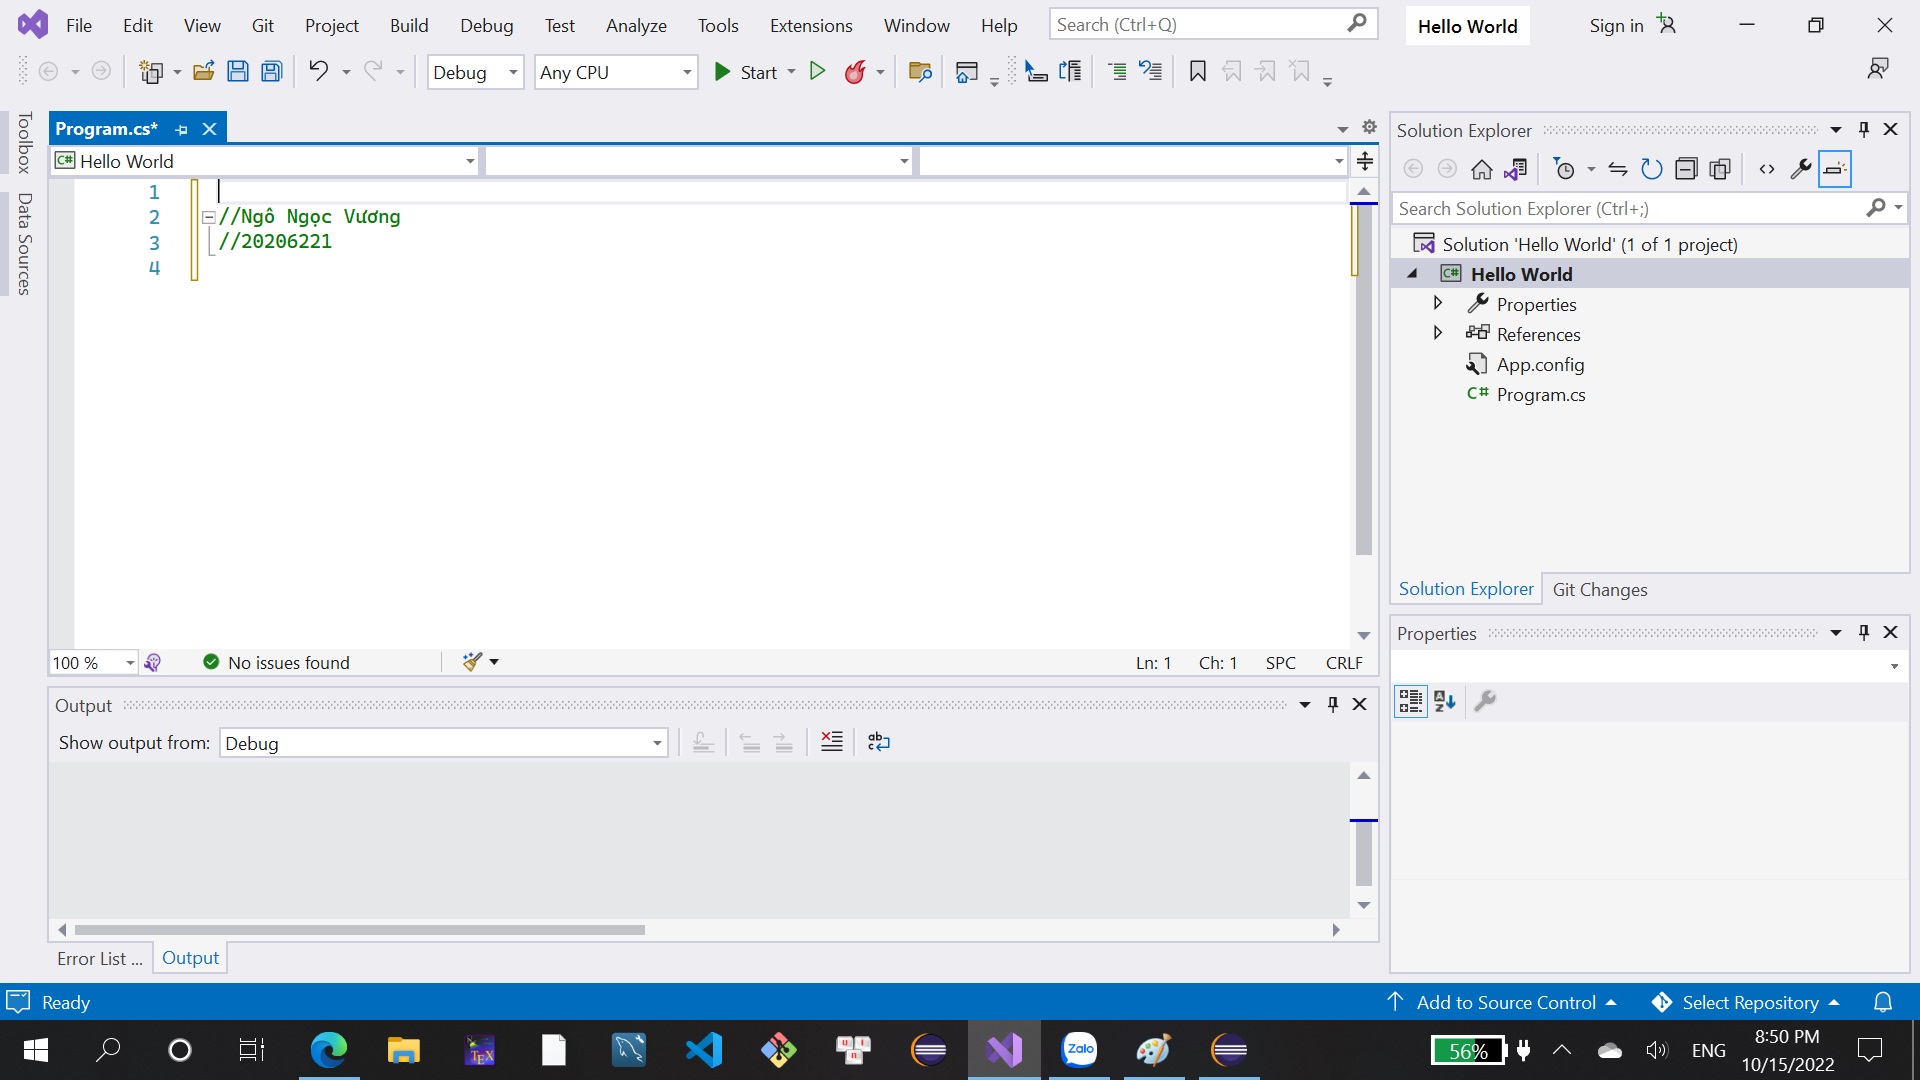 File Edit View Git Project Build Debug Test Analyze Tools Extensions Window Help Search (Ctrl+Q) Hello World Sign in
Debug Any CPU Start
Toolbox
Data Sources
Program.cs*
Hello World
1
2 //Ngô Ngọc Vương
3 //20206221
4
100 % No issues found Ln: 1 Ch: 1 SPC CRLF
Output
Show output from: Debug
Error List ... Output
Solution Explorer
Search Solution Explorer (Ctrl+;)
Solution 'Hello World' (1 of 1 project)
C# Hello World
Properties
References
App.config
C# Program.cs
Solution Explorer Git Changes
Properties
Ready Add to Source Control Select Repository
56% ENG 8:50 PM
10/15/2022
Zalo
TEX